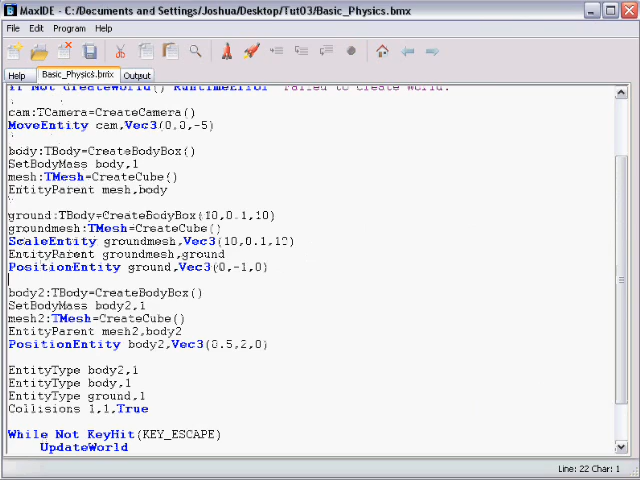 MaxIDE - C:/Documents and Settings/Joshua/Desktop/Tut03/Basic_Physics.bmx
File Edit Program Help
Help Basic_Physics.bmx Output
If Not CreateWorld() RuntimeError "Failed to create world."
cam:TCamera=CreateCamera()
MoveEntity cam,Vec3(0,0,-5)
body:TBody=CreateBodyBox()
SetBodyMass body,1
mesh:TMesh=CreateCube()
EntityParent mesh,body
ground:TBody=CreateBodyBox(10,0.1,10)
groundmesh:TMesh=CreateCube()
ScaleEntity groundmesh,Vec3(10,0.1,10)
EntityParent groundmesh,ground
PositionEntity ground,Vec3(0,-1,0)
body2:TBody=CreateBodyBox()
SetBodyMass body2,1
mesh2:TMesh=CreateCube()
EntityParent mesh2,body2
PositionEntity body2,Vec3(0.5,2,0)
EntityType body2,1
EntityType body,1
EntityType ground,1
Collisions 1,1,True
While Not KeyHit(KEY_ESCAPE)
UpdateWorld
Line: 22 Char: 1